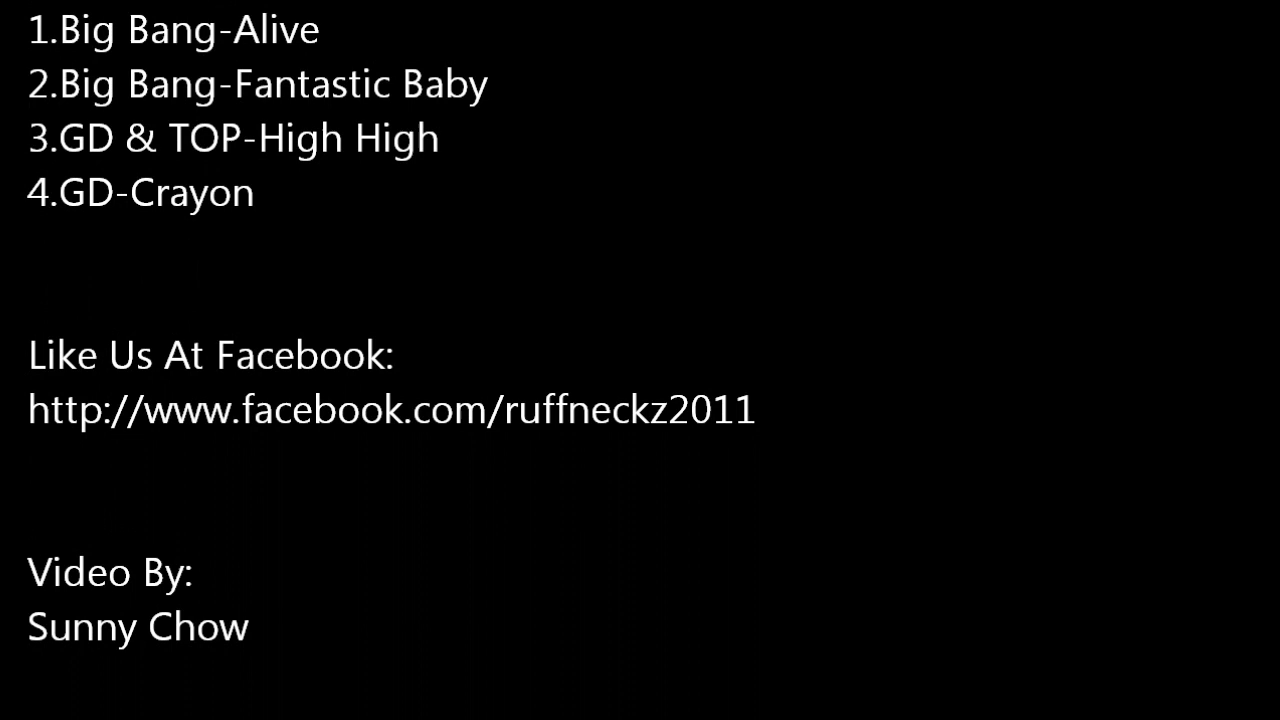 1.Big Bang-Alive
2.Big Bang-Fantastic Baby
3.GD & TOP-High High
4.GD-Crayon
Like Us At Facebook:
http://www.facebook.com/ruffneckz2011
Video By:
Sunny Chow